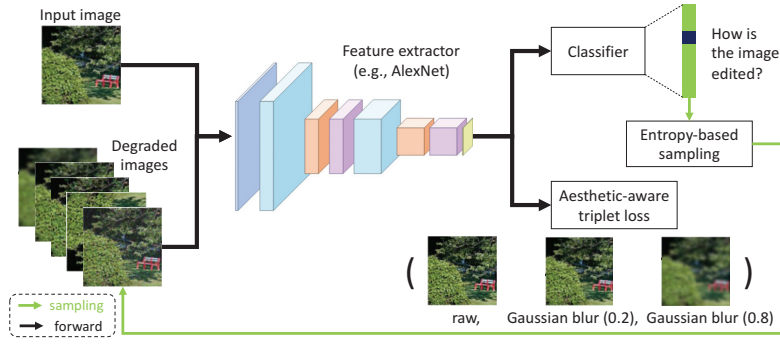 Input image
Feature extractor
(e.g., AlexNet)
Classifier
How is
the image
edited?
Degraded
images
Entropy-based
sampling
Aesthetic-aware
triplet loss
( )
sampling
forward
raw, Gaussian blur (0.2), Gaussian blur (0.8)